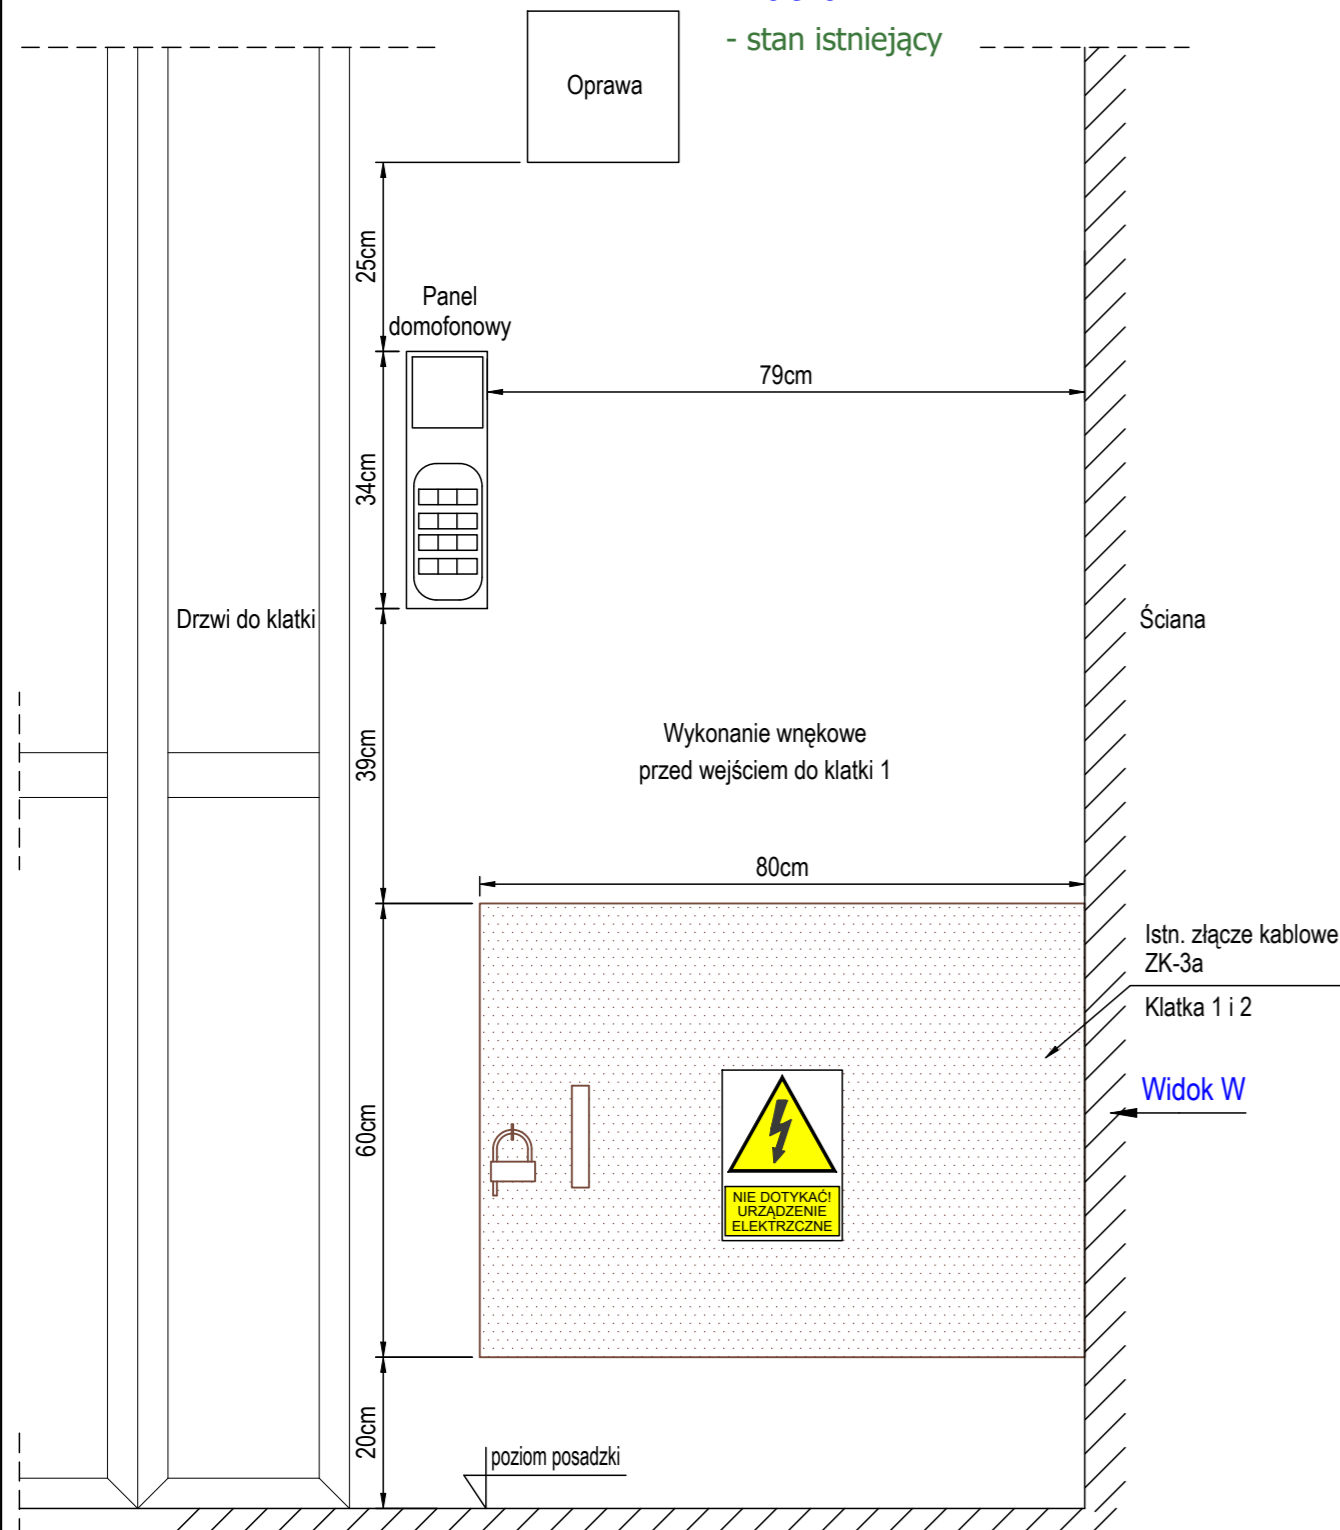 - stan istniejący
Oprawa
25cm
Panel
domofonowy
79cm
34cm
Drzwi do klatki
Ściana
39cm
Wykonanie wnękowe
przed wejściem do klatki 1
80cm
Istn. złącze kablowe
ZK-3a
Klatka 1 i 2
Widok W
60cm
NIE DOTYKAĆ!
URZĄDZENIE
ELEKTRZCZNE
20cm
poziom posadzki